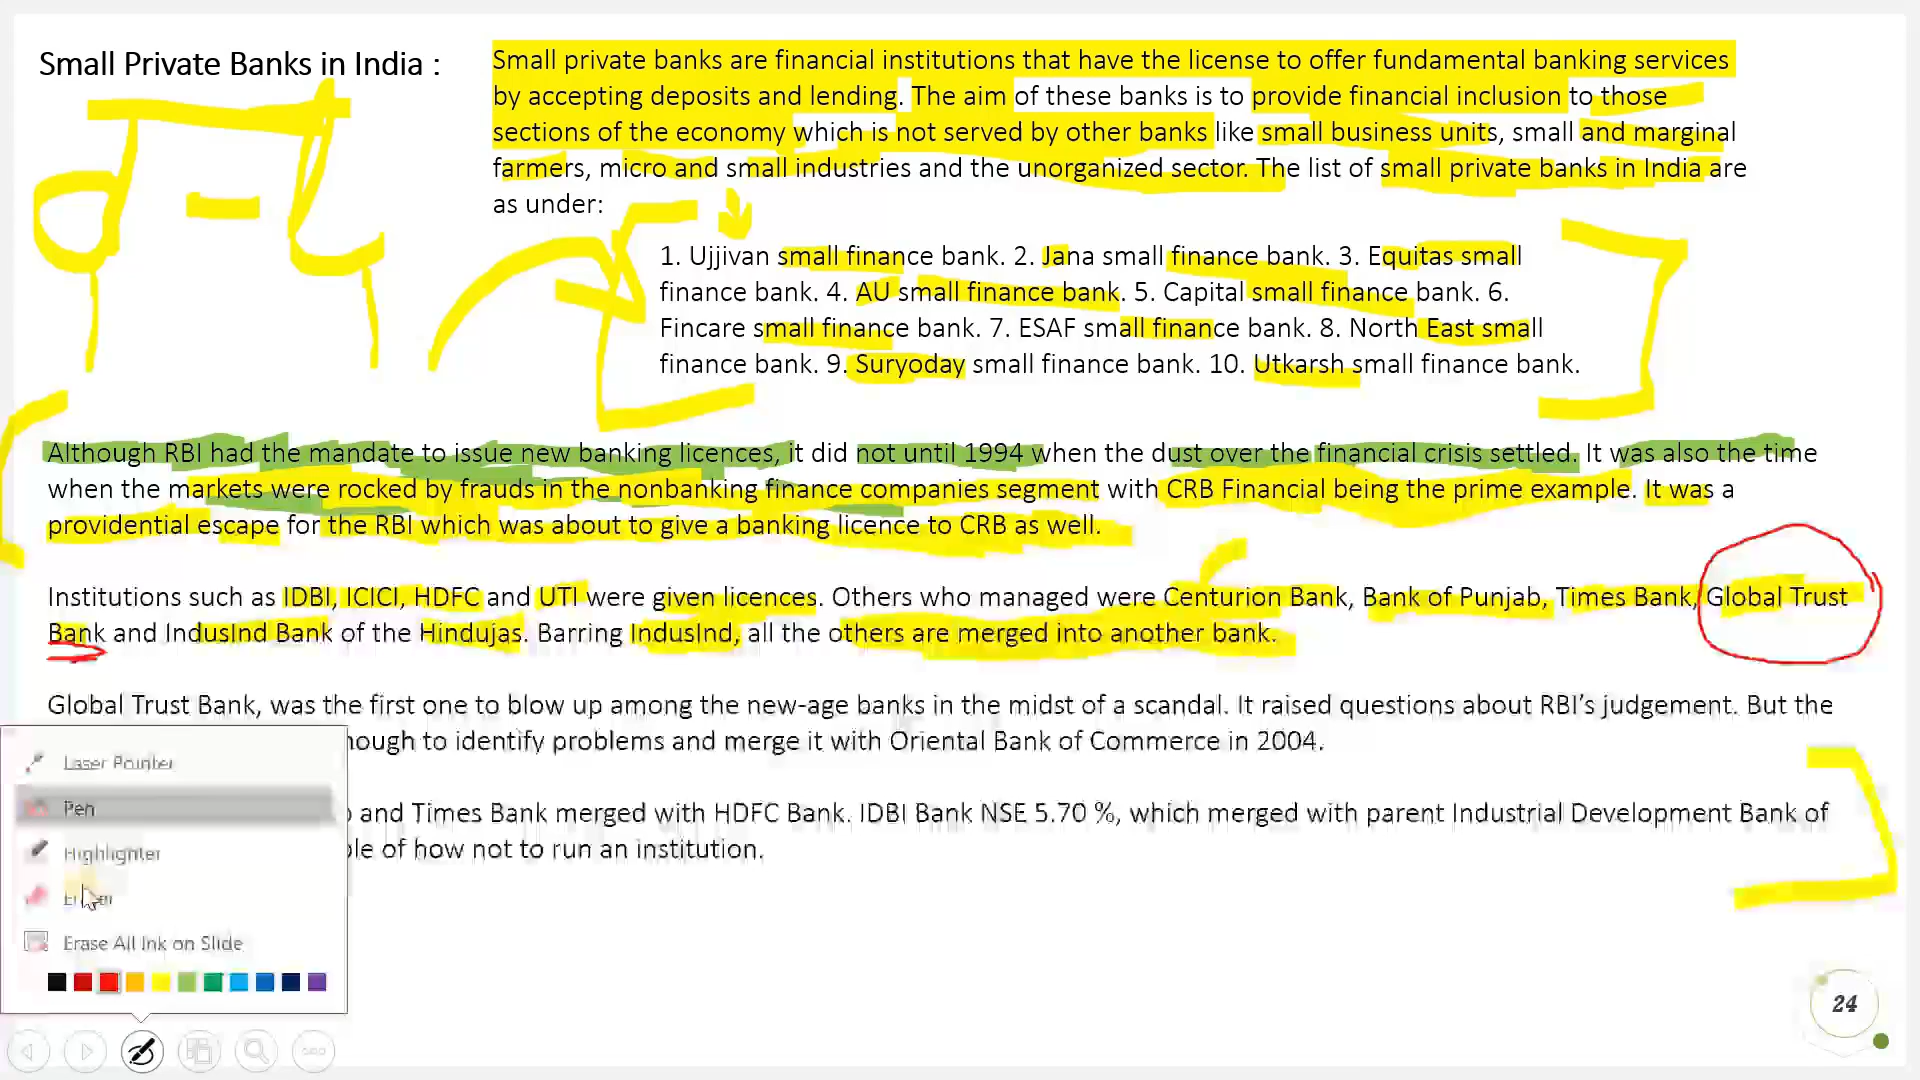 Small Private Banks in India :
Small private banks are financial institutions that have the license to offer fundamental banking services
by accepting deposits and lending. The aim of these banks is to provide financial inclusion to those
sections of the economy which is not served by other banks like small business units, small and marginal
farmers, micro and small industries and the unorganized sector. The list of small private banks in India are
as under:
1. Ujjivan small finance bank. 2. Jana small finance bank. 3. Equitas small
finance bank. 4. AU small finance bank. 5. Capital small finance bank. 6.
Fincare small finance bank. 7. ESAF small finance bank. 8. North East small
finance bank. 9. Suryoday small finance bank. 10. Utkarsh small finance bank.
Although RBI had the mandate to issue new banking licences, it did not until 1994 when the dust over the financial crisis settled. It was also the time
when the markets were rocked by frauds in the nonbanking finance companies segment with CRB Financial being the prime example. It was a
providential escape for the RBI which was about to give a banking licence to CRB as well.
Institutions such as IDBI, ICICI, HDFC and UTI were given licences. Others who managed were Centurion Bank, Bank of Punjab, Times Bank, Global Trust
Bank and IndusInd Bank of the Hindujas. Barring IndusInd, all the others are merged into another bank.
Global Trust Bank, was the first one to blow up among the new-age banks in the midst of a scandal. It raised questions about RBI's judgement. But the
to identify problems and merge it with Oriental Bank of Commerce in 2004.
and Times Bank merged with HDFC Bank. IDBI Bank NSE 5.70 %, which merged with parent Industrial Development Bank of
of how not to run an institution.
Laser Pointer
Pen
Highlighter
Erase All Ink on Slide
24